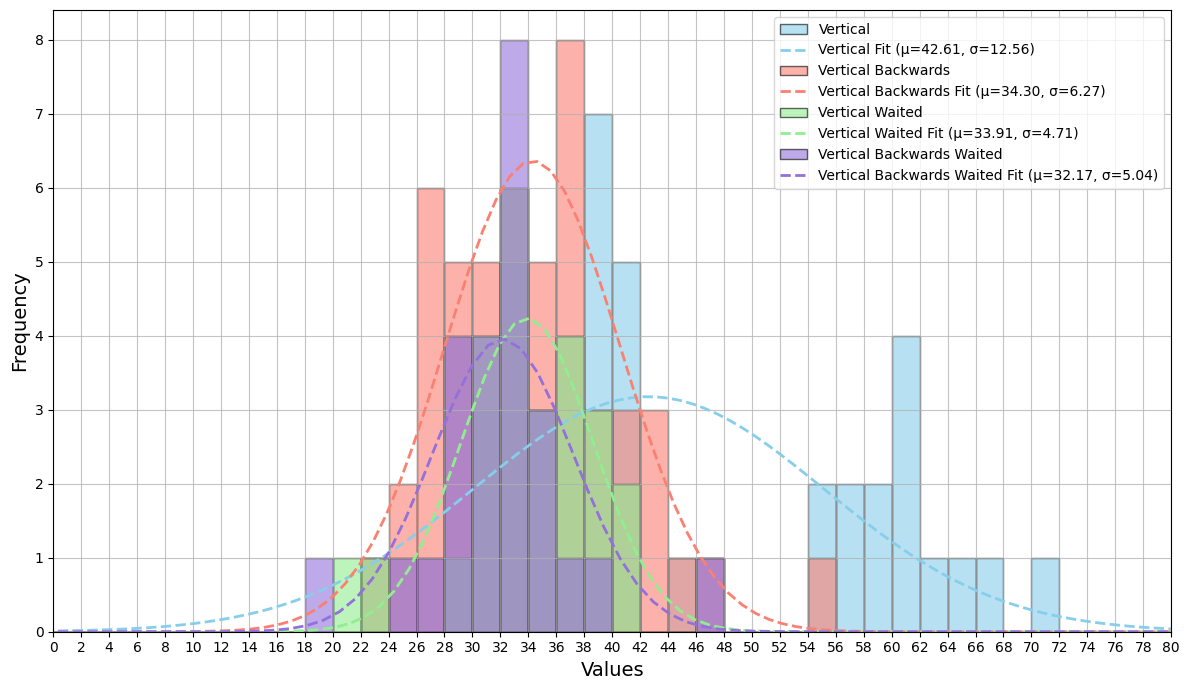 Vertical
Vertical Fit (μ=42.61, σ=12.56)
Vertical Backwards
Vertical Backwards Fit (μ=34.30, σ=6.27)
Vertical Waited
Vertical Waited Fit (μ=33.91, σ=4.71)
Vertical Backwards Waited
Vertical Backwards Waited Fit (μ=32.17, σ=5.04)
Frequency
8
7
6
5
4
3
2
1
0
0 2 4 6 8 10 12 14 16 18 20 22 24 26 28 30 32 34 36 38 40 42 44 46 48 50 52 54 56 58 60 62 64 66 68 70 72 74 76 78 80
Values